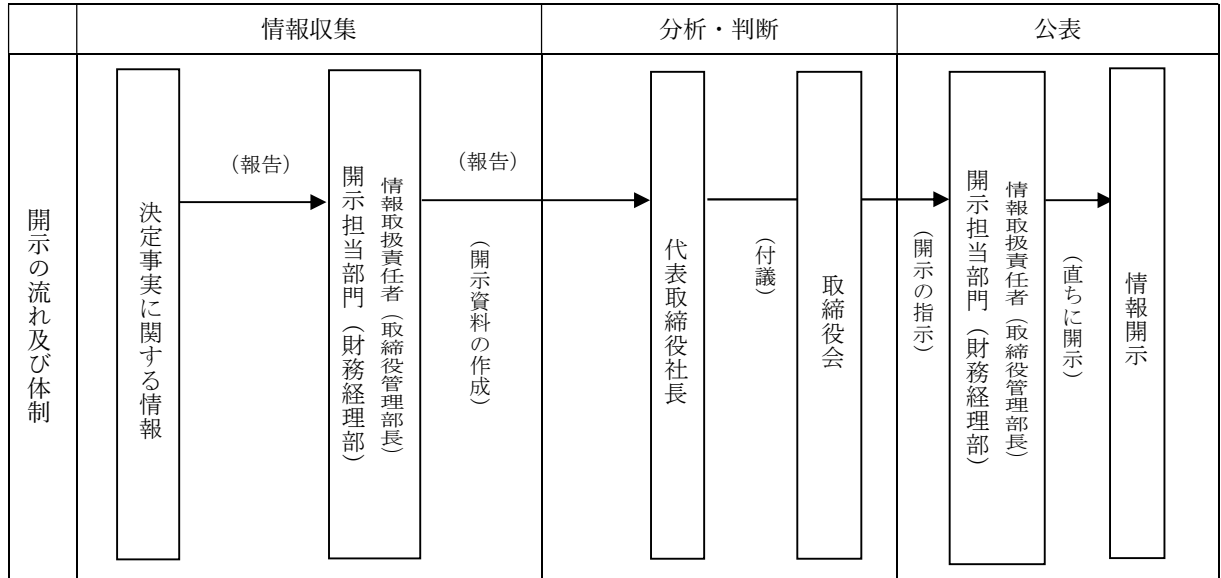 情報収集
分析・判断
公表
開示の流れ及び体制
決定事実に関する情報
(報告)
情報取扱責任者（取締役管理部長）
開示担当部門（財務経理部）
(報告)
（開示資料の作成）
代表取締役社長
（付議）
取締役会
（開示の指示）
情報取扱責任者（取締役管理部長）
開示担当部門（財務経理部）
（直ちに開示）
情報開示